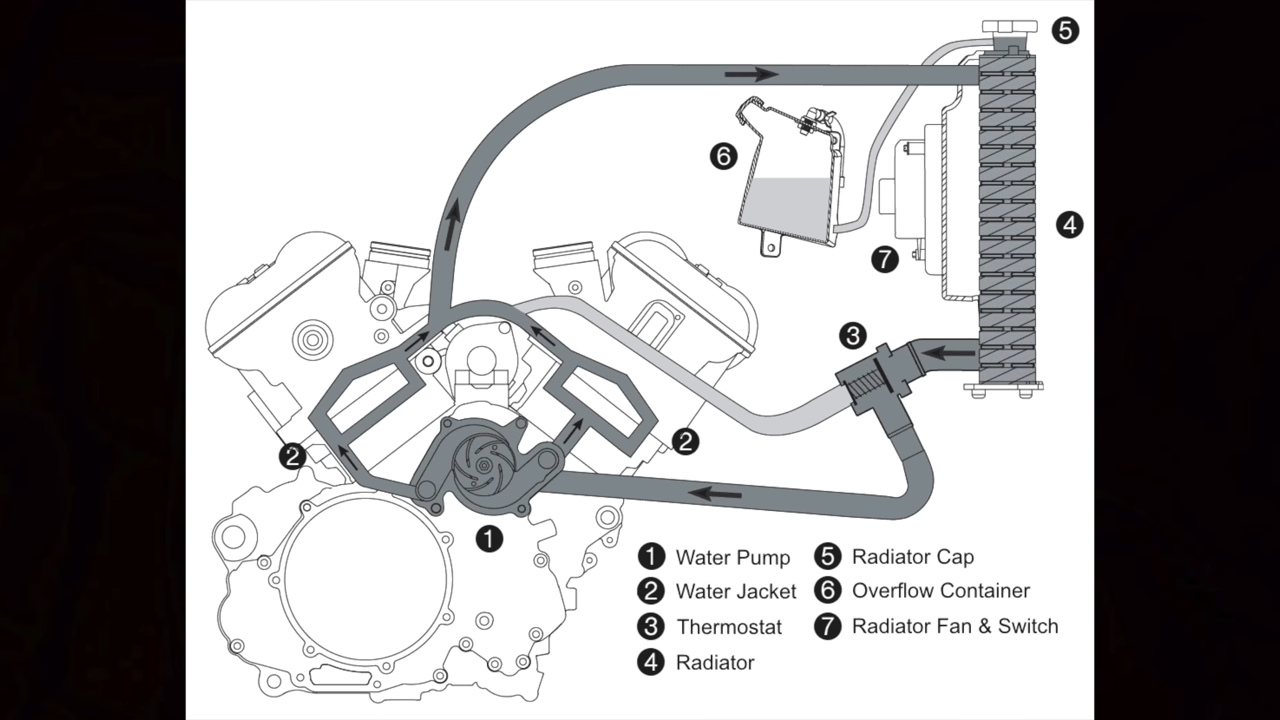 5
6
4
7
3
2
2
1
1 Water Pump
2 Water Jacket
3 Thermostat
4 Radiator
5 Radiator Cap
6 Overflow Container
7 Radiator Fan & Switch